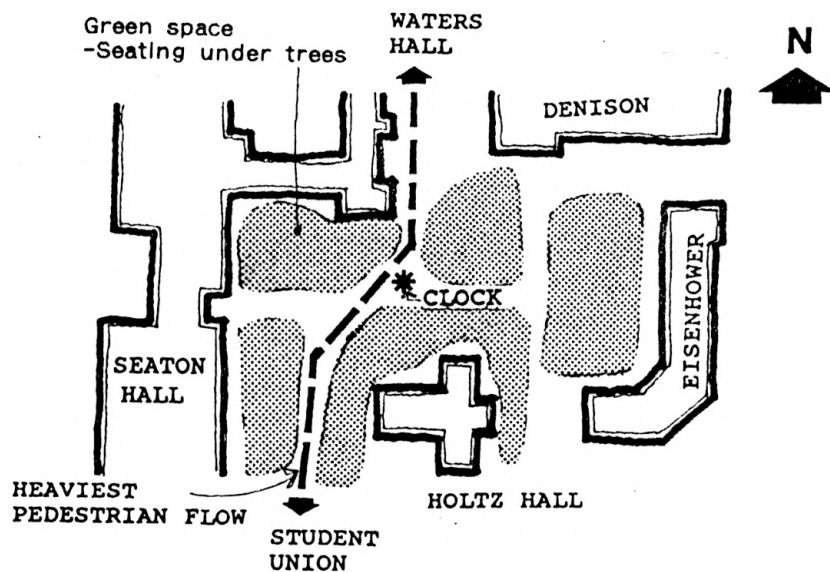 Green space
-Seating under trees
WATERS
HALL
N
DENISON
EISENHOWER
CLOCK
SEATON
HALL
HEAVIEST
PEDESTRIAN FLOW
HOLTZ HALL
STUDENT
UNION